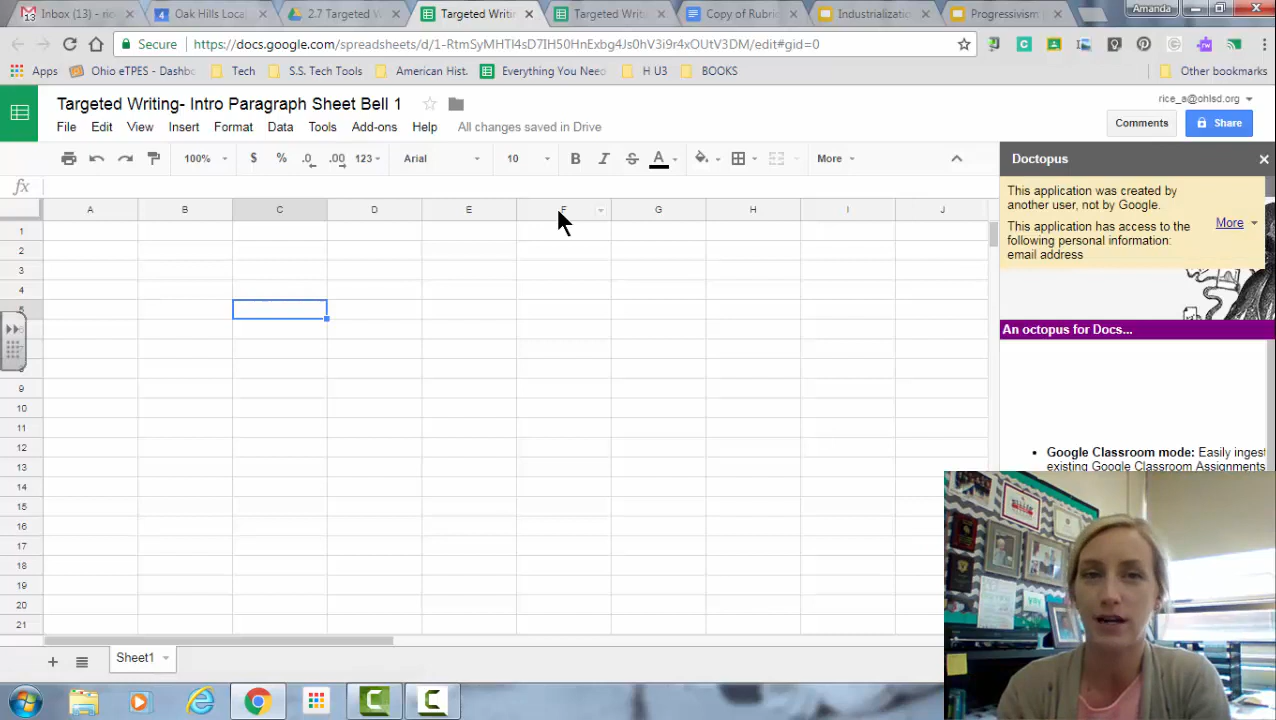 Amanda
Inbox (13) - ric
Oak Hills Loca
2.7 Targeted W
Targeted Writin
Targeted Writin
Copy of Rubric
Industrializatio
Progressivism
Secure
https://docs.google.com/spreadsheets/d/1-RtmSyMHTI4sD7IH50HnExbg4Js0hV3i9r4xOUtV3DM/edit#gid=0
Apps
Ohio eTPES - Dashbo
Tech
S.S. Tech Tools
American Hist
Everything You Need
H U3
BOOKS
Other bookmarks
Targeted Writing- Intro Paragraph Sheet Bell 1
rice_a@ohlsd.org
File Edit View Insert Format Data Tools Add-ons Help All changes saved in Drive
Comments
Share
100% $ % .0 .00 123 Arial 10 B I S A More
Doctopus
fx
This application was created by
another user, not by Google.
This application has access to the
following personal information:
email address
More
A B C D E F G H I J
1
2
3
4
5
9
10
11
12
13
14
15
16
17
18
19
20
21
An octopus for Docs...
Google Classroom mode: Easily ingest
existing Google Classroom Assignments
Sheet1